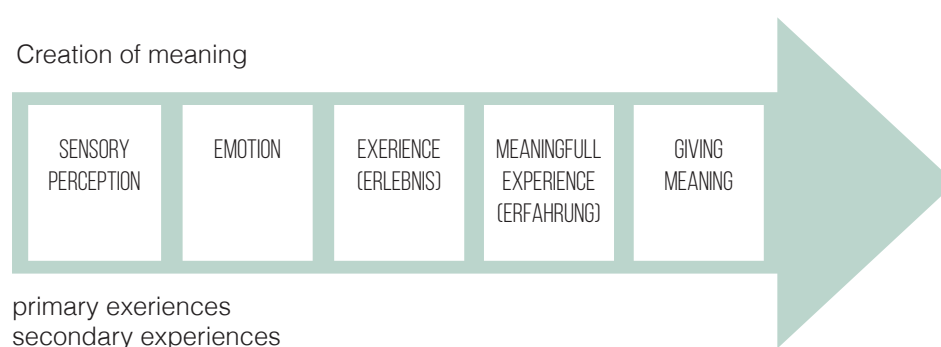 Creation of meaning
SENSORY
PERCEPTION
EMOTION
EXERIENCE
(ERLEBNIS)
MEANINGFULL
EXPERIENCE
(ERFAHRUNG)
GIVING
MEANING
primary exeriences
secondary experiences